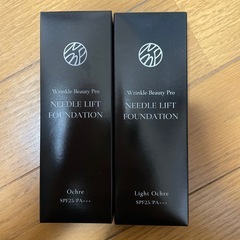 Wrinkle Beauty Pro
NEEDLE LIFT
FOUNDATION
Ochre
SPF25/PA+++
Wrinkle Beauty Pro
NEEDLE LIFT
FOUNDATION
Light Ochre
SPF25/PA+++